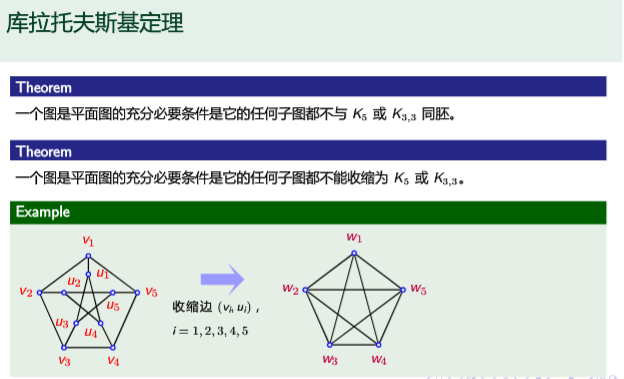 库拉托夫斯基定理
Theorem
一个图是平面图的充分必要条件是它的任何子图都不与 K₅ 或 K₃,₃ 同胚。
Theorem
一个图是平面图的充分必要条件是它的任何子图都不能收缩为 K₅ 或 K₃,₃。
Example
v₁
u₁
u₂
v₂
v₅
u₅
u₃
u₄
v₃
v₄
收缩边 (vᵢ, uᵢ) ,
i = 1, 2, 3, 4, 5
w₁
w₂
w₅
w₃
w₄